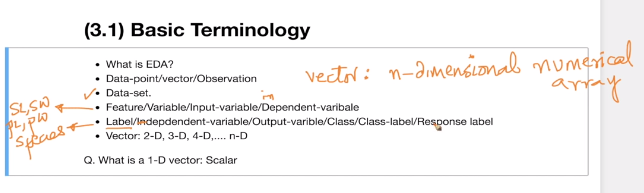 (3.1) Basic Terminology
• What is EDA?
• Data-point/vector/Observation
vector: n-dimensional numerical array
✓ • Data-set.
in
• Feature/Variable/Input-variable/Dependent-varibale
SL, SW
PL, PW
• Label/Indepdendent-variable/Output-varible/Class/Class-label/Response label
in
Species
• Vector: 2-D, 3-D, 4-D,.... n-D
Q. What is a 1-D vector: Scalar